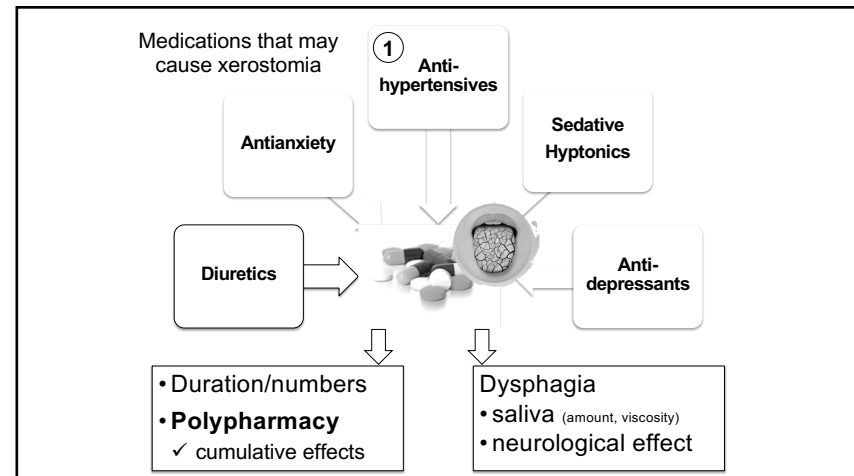 Medications that may
cause xerostomia
1
Anti-
hypertensives
Antianxiety
Sedative
Hyptonics
Diuretics
Anti-
depressants
• Duration/numbers
• Polypharmacy
✓ cumulative effects
Dysphagia
• saliva (amount, viscosity)
• neurological effect